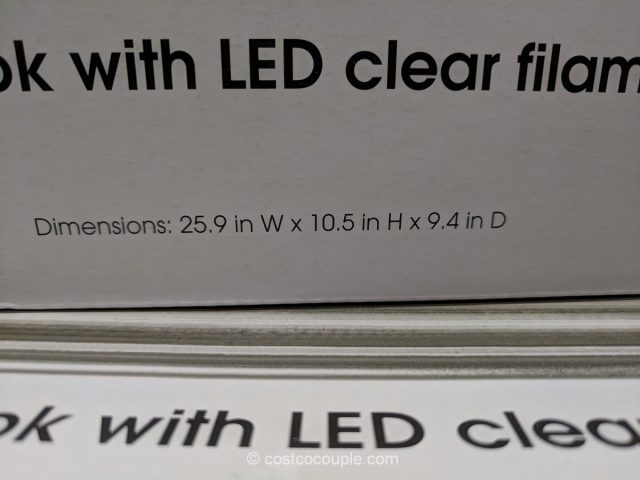 ok with LED clear filam
Dimensions: 25.9 in W x 10.5 in H x 9.4 in D
ok with LED clea
© costcocouple.com